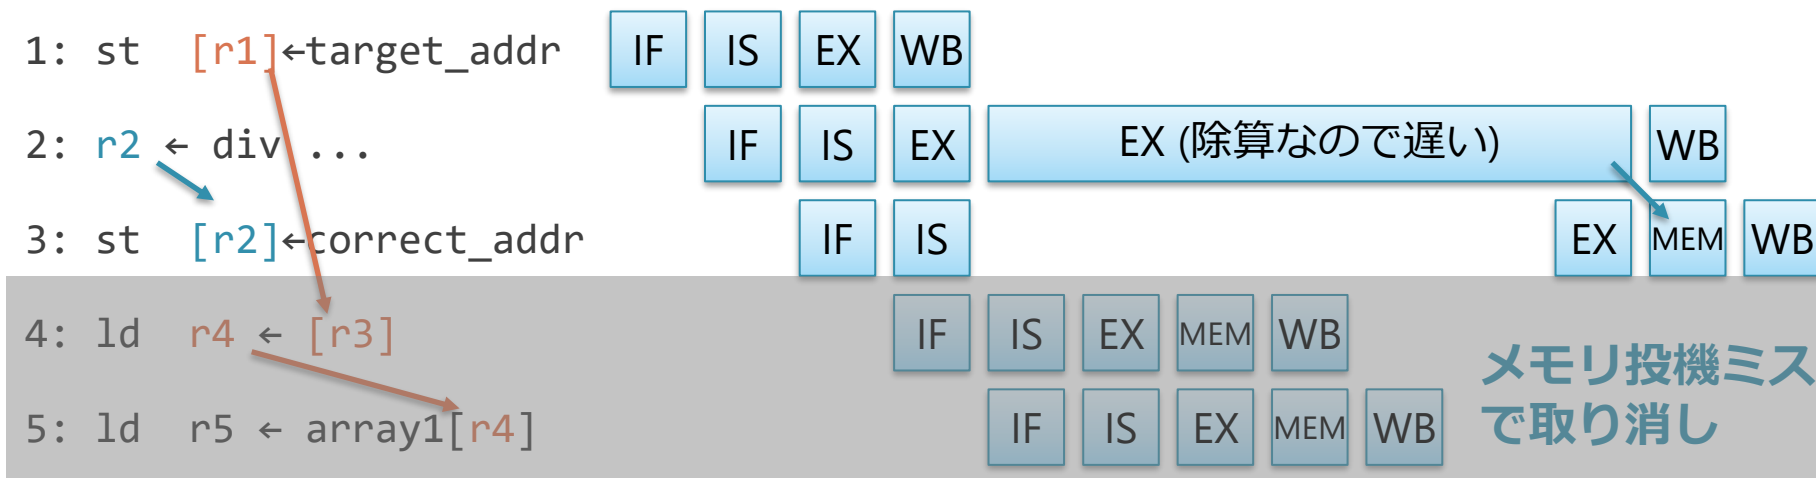 1: st [r1]←target_addr IF IS EX WB
2: r2 ← div ... IF IS EX EX (除算なので遅い) WB
3: st [r2]←correct_addr IF IS EX MEM WB
4: ld r4 ← [r3] IF IS EX MEM WB
5: ld r5 ← array1[r4] IF IS EX MEM WB
メモリ投機ミス
で取り消し